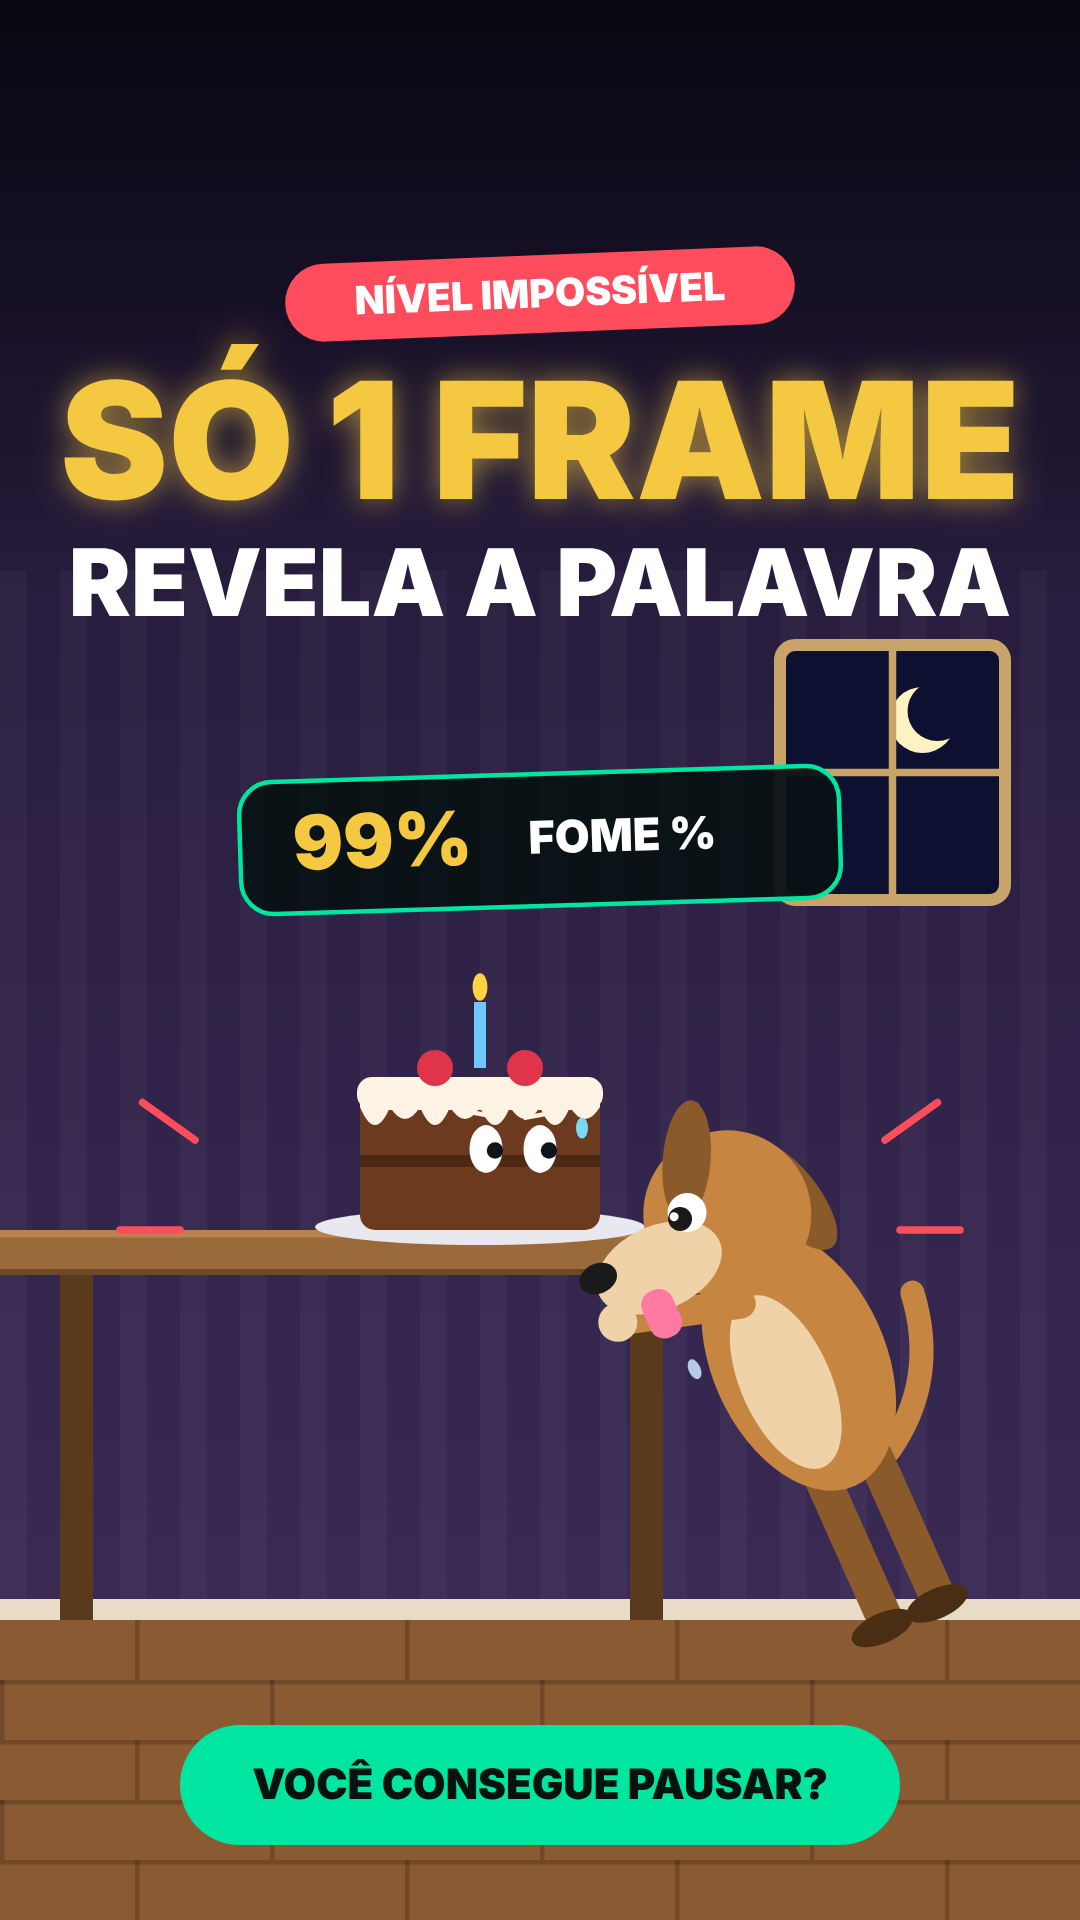 NÍVEL IMPOSSÍVEL
SÓ 1 FRAME
REVELA A PALAVRA
99% FOME %
VOCÊ CONSEGUE PAUSAR?